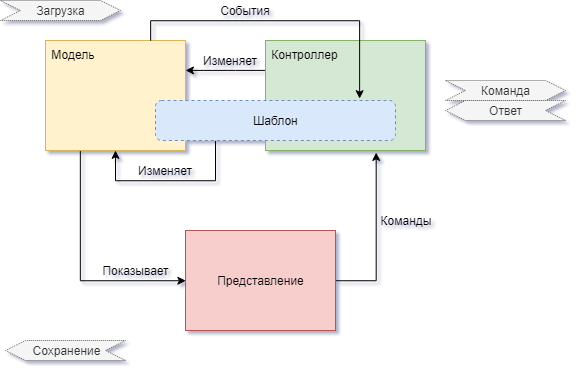 Загрузка
События
Модель
Изменяет
Контроллер
Команда
Ответ
Шаблон
Изменяет
Команды
Показывает
Представление
Сохранение